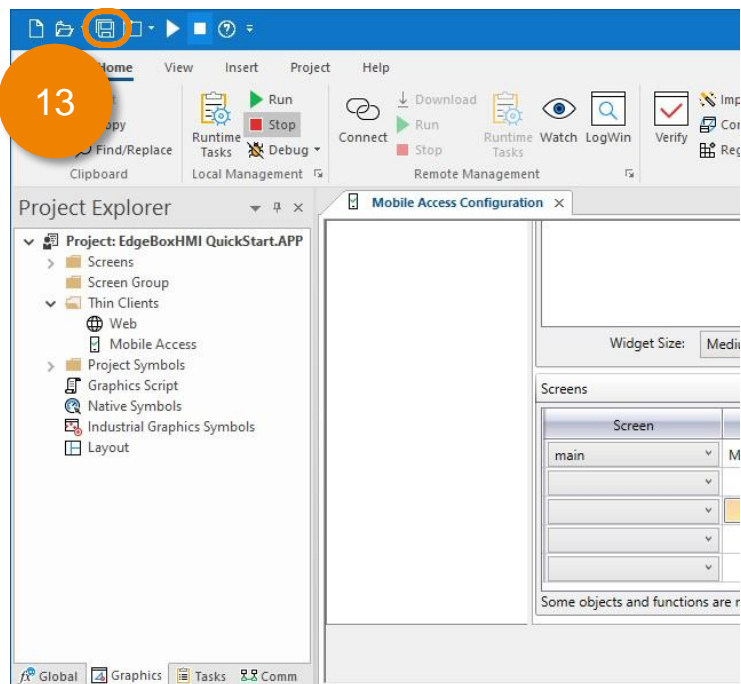 Home View Insert Project Help
13
Run
Stop
Debug
Runtime
Tasks
Find/Replace
Clipboard
Local Management
Connect
Download
Run
Stop
Runtime
Tasks
Watch
LogWin
Verify
Remote Management
Project Explorer
Mobile Access Configuration
Project: EdgeBoxHMI QuickStart.APP
Screens
Screen Group
Thin Clients
Web
Mobile Access
Project Symbols
Graphics Script
Native Symbols
Industrial Graphics Symbols
Layout
Widget Size:
Screens
Screen
main
Some objects and functions are
Global Graphics Tasks Comm